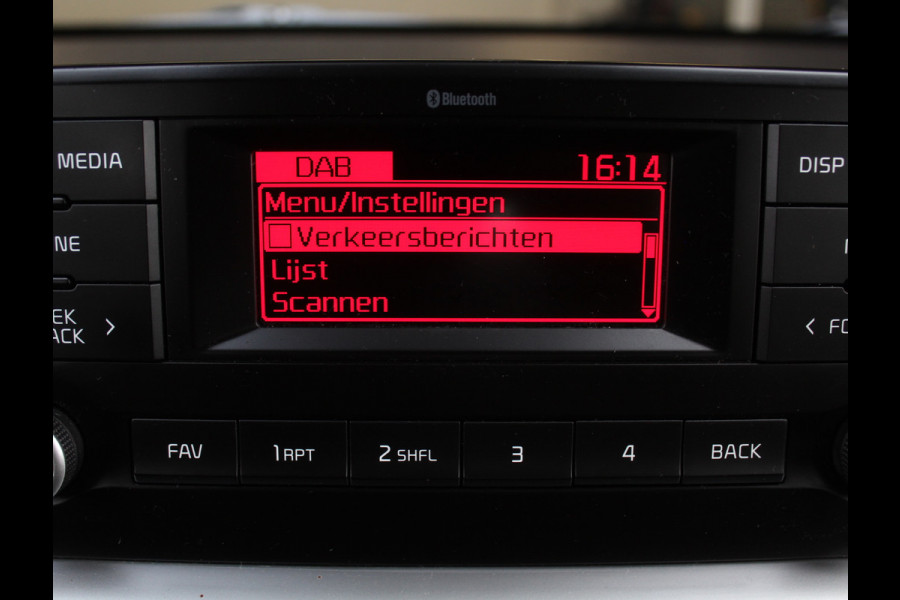 Bluetooth
MEDIA
DAB
16:14
DISP
Menu/Instellingen
Verkeersberichten
Lijst
Scannen
FAV
1 RPT
2 SHFL
3
4
BACK